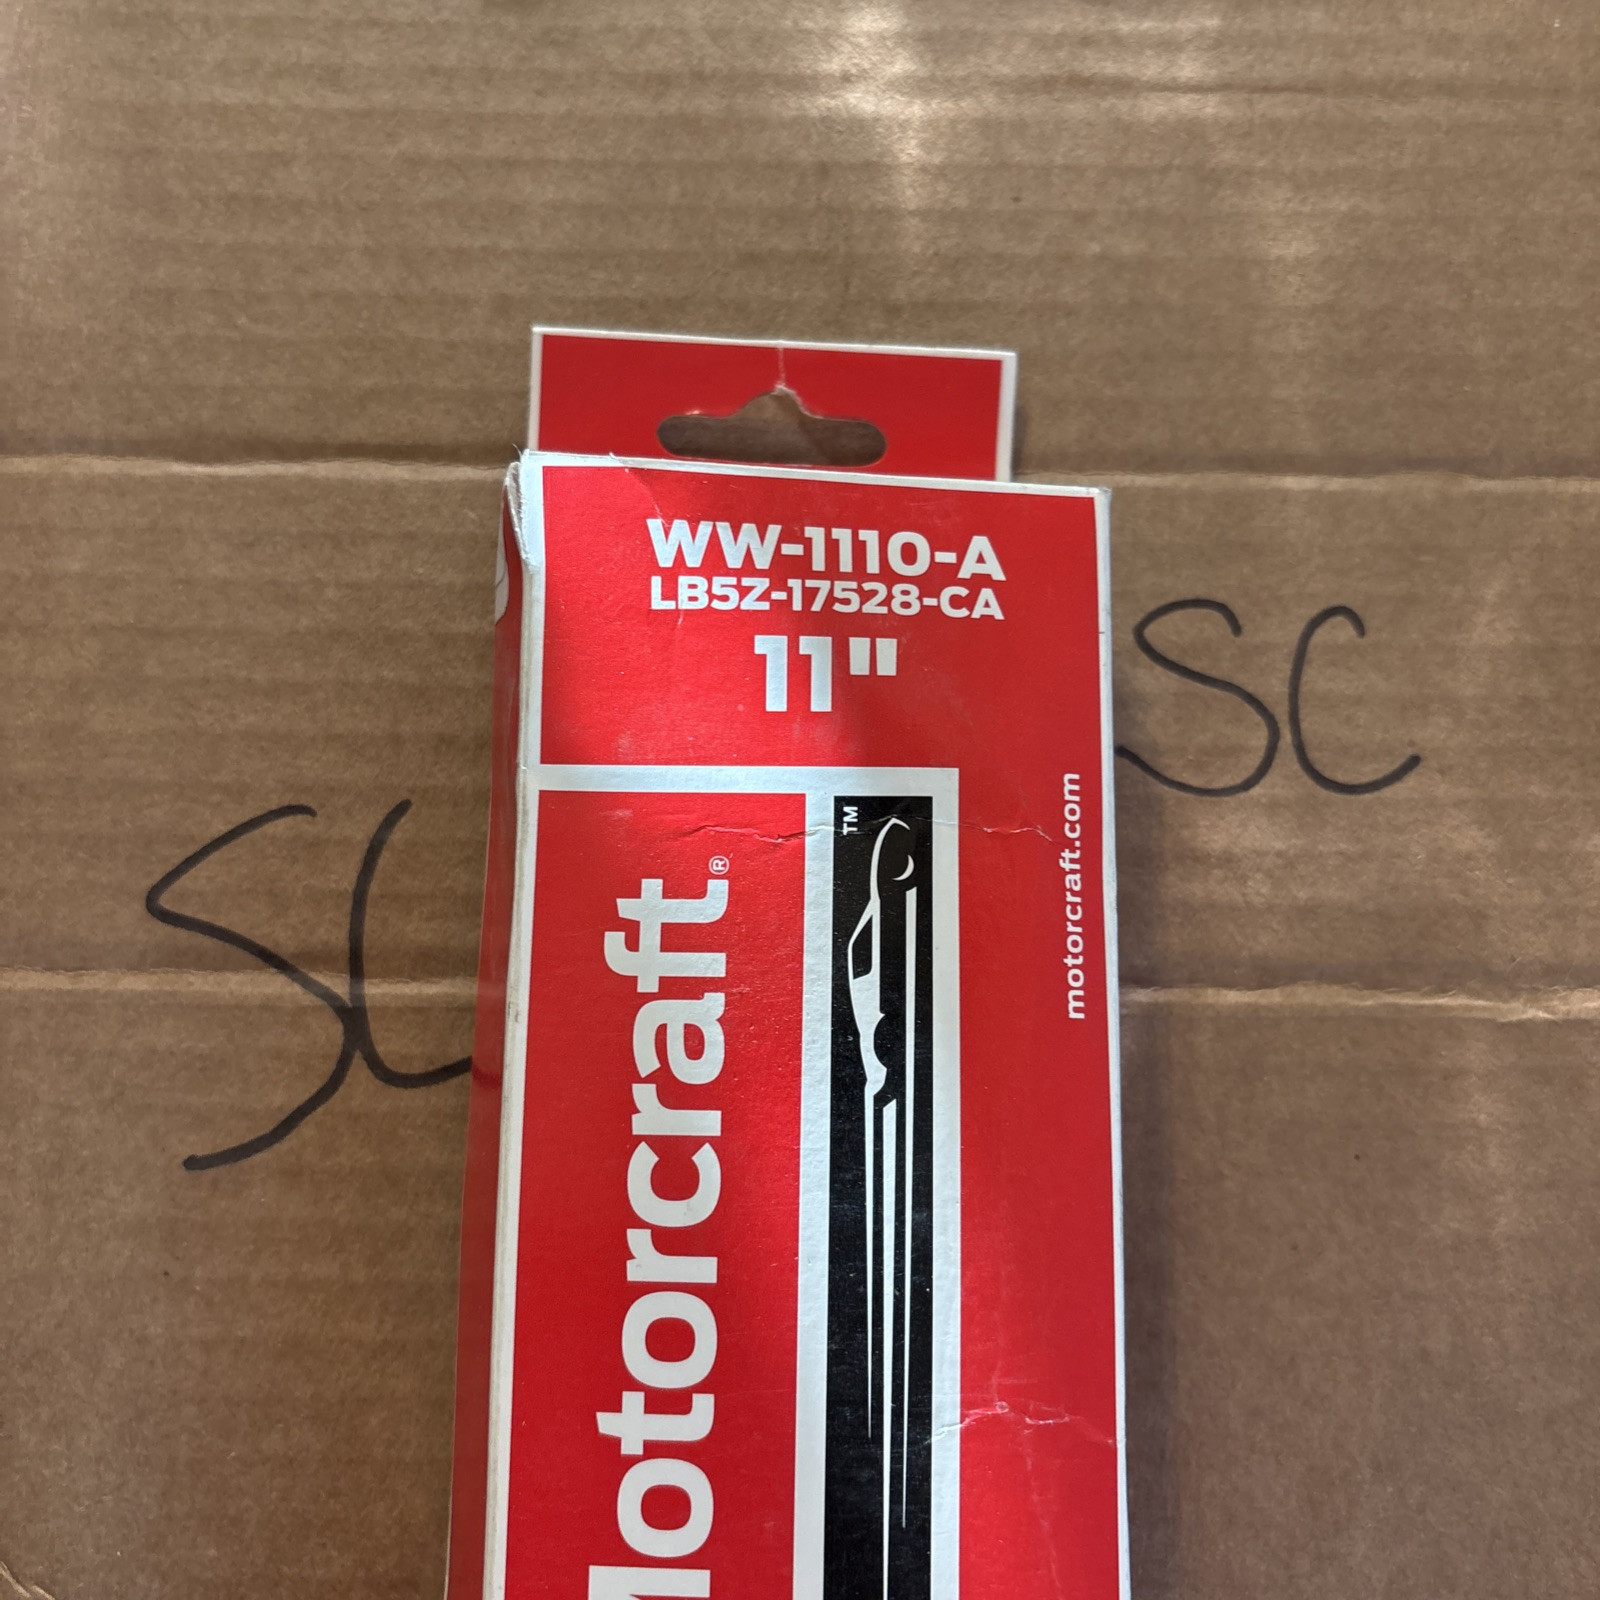 WW-1110-A
LB5Z-17528-CA
11"
motorcraft.com
TM
Motorcraft®
SC
SC